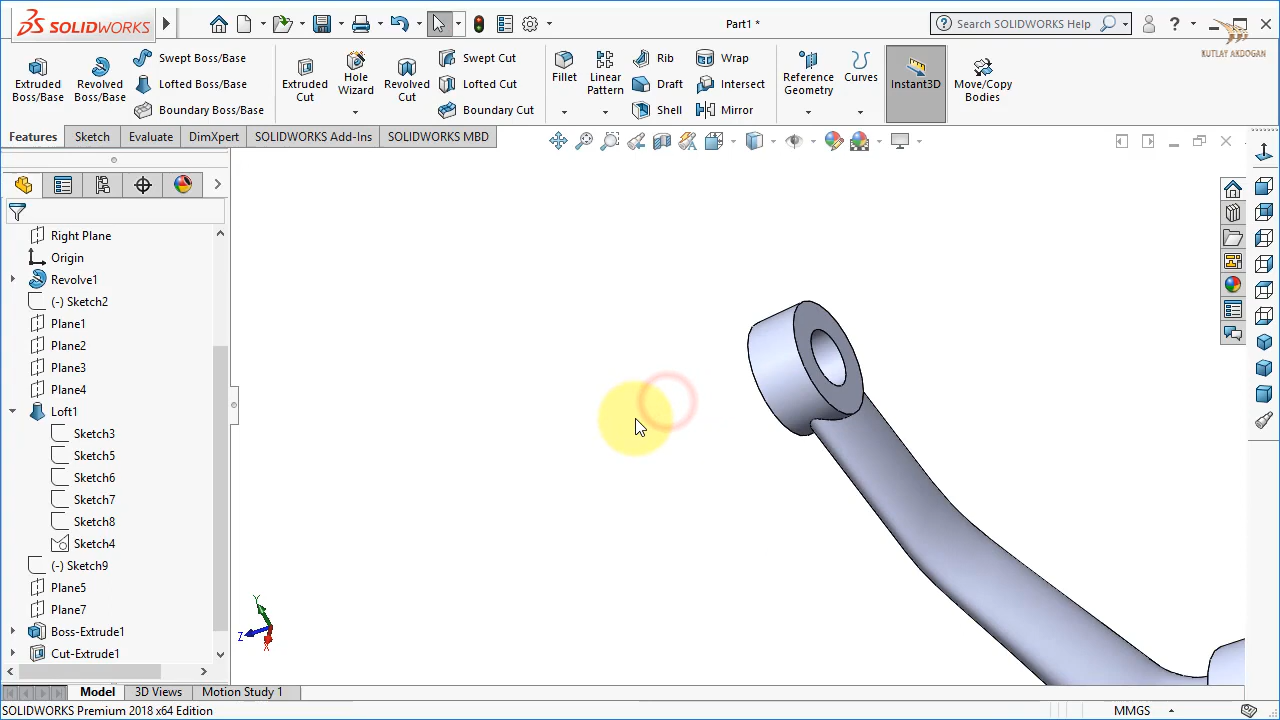 SOLIDWORKS
Part1 *
Search SOLIDWORKS Help
KUTLAY AKDOGAN
Extruded Boss/Base
Revolved Boss/Base
Swept Boss/Base
Lofted Boss/Base
Boundary Boss/Base
Extruded Cut
Hole Wizard
Revolved Cut
Swept Cut
Lofted Cut
Boundary Cut
Fillet
Linear Pattern
Rib
Draft
Shell
Wrap
Intersect
Mirror
Reference Geometry
Curves
Instant3D
Move/Copy Bodies
Features
Sketch
Evaluate
DimXpert
SOLIDWORKS Add-Ins
SOLIDWORKS MBD
Right Plane
Origin
Revolve1
(-) Sketch2
Plane1
Plane2
Plane3
Plane4
Loft1
Sketch3
Sketch5
Sketch6
Sketch7
Sketch8
Sketch4
(-) Sketch9
Plane5
Plane7
Boss-Extrude1
Cut-Extrude1
Y
Z
X
Model
3D Views
Motion Study 1
SOLIDWORKS Premium 2018 x64 Edition
MMGS